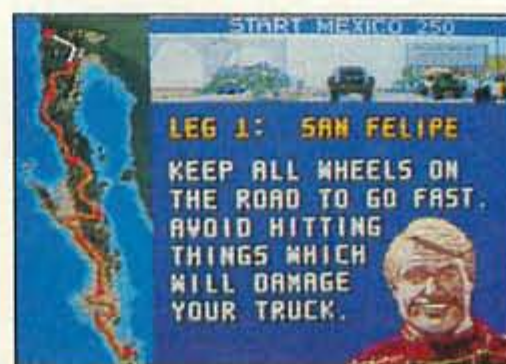 START MEXICO 250
LEG 1: SAN FELIPE
KEEP ALL WHEELS ON
THE ROAD TO GO FAST.
AVOID HITTING
THINGS WHICH
WILL DAMAGE
YOUR TRUCK.